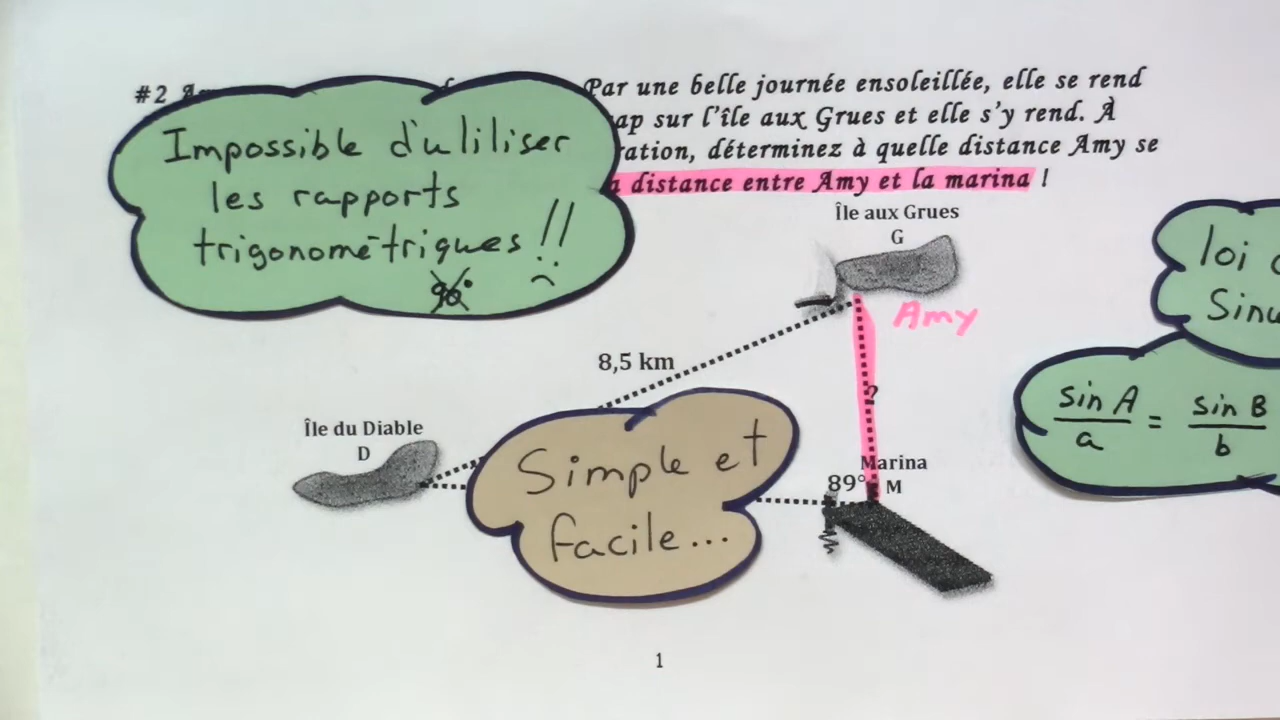 #2
Par une belle journée ensoleillée, elle se rend
ap sur l'île aux Grues et elle s'y rend. À
ration, déterminez à quelle distance Amy se
a distance entre Amy et la marina !
Impossible d'uliliser
les rapports
trigonométriques !!
90°
Île aux Grues
G
Amy
8,5 km
?
Île du Diable
D
Simple et
facile...
Marina
89° M
loi
Sinu
sin A / a = sin B / b
1